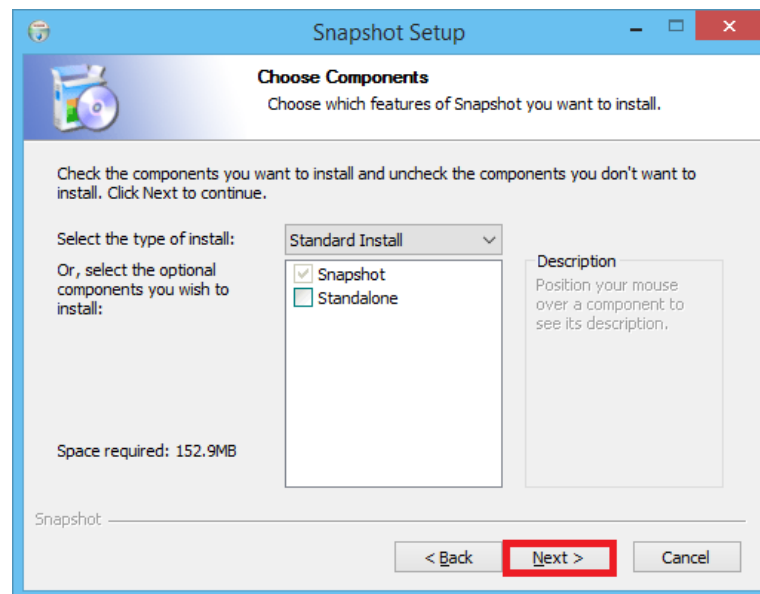 Snapshot Setup
Choose Components
Choose which features of Snapshot you want to install.
Check the components you want to install and uncheck the components you don't want to
install. Click Next to continue.
Select the type of install:
Standard Install
Or, select the optional
components you wish to
install:
Snapshot
Standalone
Description
Position your mouse
over a component to
see its description.
Space required: 152.9MB
Snapshot
< Back
Next >
Cancel